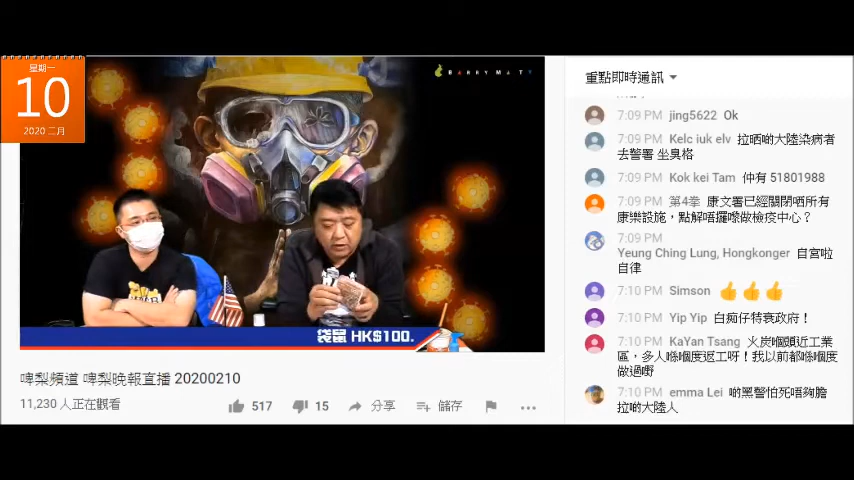 星期一
10
2020 二月
BARRYMATY
袋鼠 HK$100.
啤梨頻道 啤梨晚報直播 20200210
11,230 人正在觀看
517
15
分享
儲存
重點即時通訊
7:09 PM jing5622 Ok
7:09 PM Kelc iuk elv 拉晒啲大陸染病者
去警署 坐臭格
7:09 PM Kok kei Tam 仲有 51801988
7:09 PM 第4拳 康文署已經關閉晒所有
康樂設施，點解唔攞嚟做檢疫中心？
7:09 PM
Yeung Ching Lung, Hongkonger 自宮啦
自律
7:10 PM Simson 👍👍👍
7:10 PM Yip Yip 白痴仔特衰政府！
7:10 PM KaYan Tsang 火炭嗰頭近工業
區，多人喺嗰度返工呀！我以前都喺嗰度
做過嘢
7:10 PM emma Lei 啲黑警怕死唔夠膽
拉啲大陸人